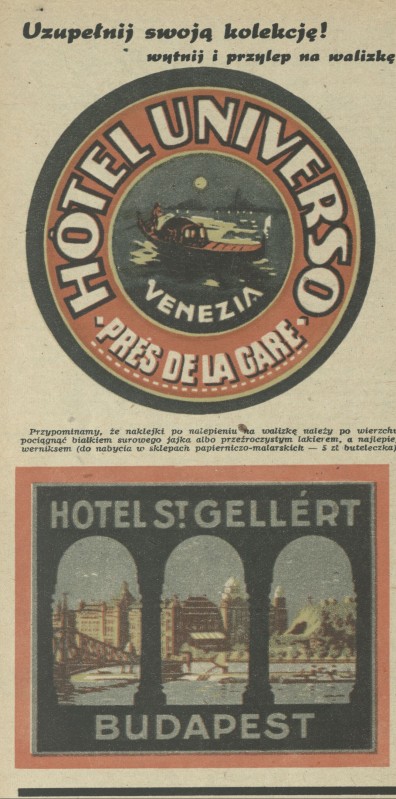 Uzupełnij swoją kolekcję!
wytnij i przylep na walizkę
HÔTEL UNIVERSO
VENEZIA
• PRÈS DE LA GARE •
Przypominamy, że naklejki po nalepieniu na walizkę należy po wierzchu
pociągnąć białkiem surowego jajka albo przeźroczystym lakierem, a najlepiej
werniksem (do nabycia w sklepach papierniczo-malarskich — 5 zł buteleczka)
HOTEL ST. GELLÉRT
BUDAPEST